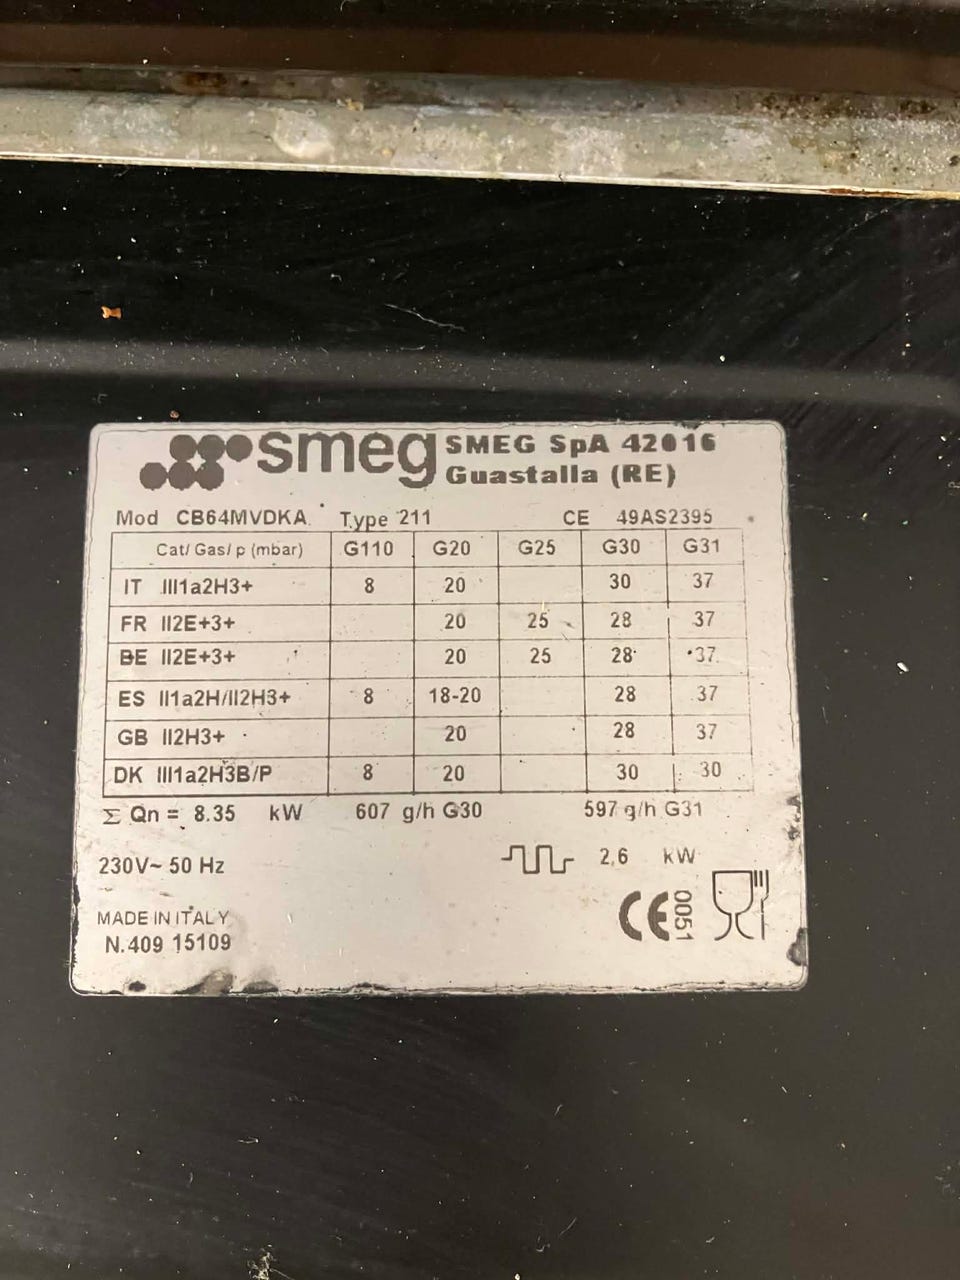 smeg SMEG SpA 42016
Guastalla (RE)
Mod CB64MVDKA Type 211 CE 49AS2395
Cat/ Gas/ p (mbar) G110 G20 G25 G30 G31
IT III1a2H3+ 8 20 30 37
FR II2E+3+ 20 25 28 37
BE II2E+3+ 20 25 28 37
ES II1a2H/II2H3+ 8 18-20 28 37
GB II2H3+ 20 28 37
DK III1a2H3B/P 8 20 30 30
Σ Qn = 8.35 kW 607 g/h G30 597 g/h G31
230V~ 50 Hz 2,6 kW
MADE IN ITALY CE 0051
N.409 15109